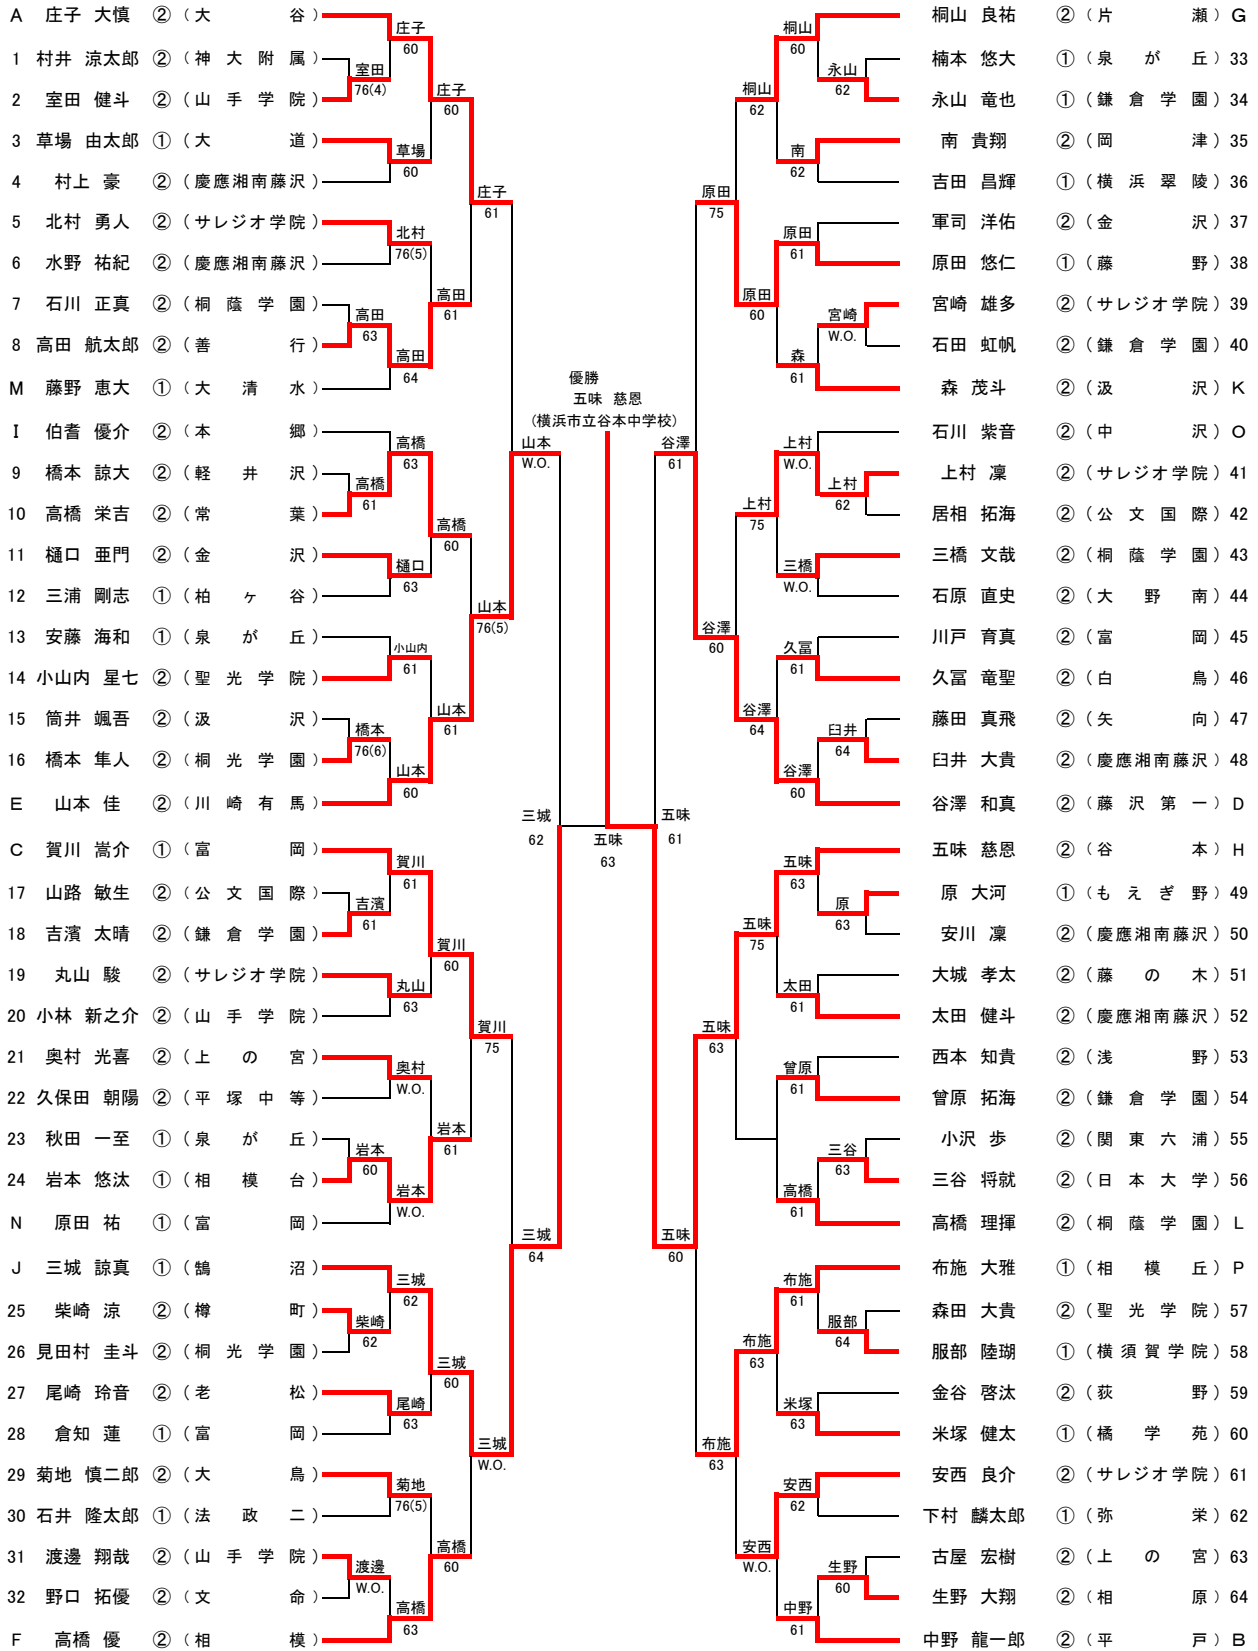 A 庄子 大慎 ② （大谷）
1 村井 涼太郎 ② （神大附属）
2 室田 健斗 ② （山手学院）
3 草場 由太郎 ① （大道）
4 村上 豪 ② （慶應湘南藤沢）
5 北村 勇人 ② （サレジオ学院）
6 水野 祐紀 ② （慶應湘南藤沢）
7 石川 正真 ② （桐蔭学園）
8 高田 航太郎 ② （善行）
M 藤野 恵大 ① （大清水）
I 伯耆 優介 ② （本郷）
9 橋本 諒大 ② （軽井沢）
10 高橋 栄吉 ② （常葉）
11 樋口 亜門 ② （金沢）
12 三浦 剛志 ① （柏ヶ谷）
13 安藤 海和 ① （泉が丘）
14 小山内 星七 ② （聖光学院）
15 筒井 颯吾 ② （汲沢）
16 橋本 隼人 ② （桐光学園）
E 山本 佳 ② （川崎有馬）
C 賀川 嵩介 ① （富岡）
17 山路 敏生 ② （公文国際）
18 吉濱 太晴 ② （鎌倉学園）
19 丸山 駿 ② （サレジオ学院）
20 小林 新之介 ② （山手学院）
21 奥村 光喜 ② （上の宮）
22 久保田 朝陽 ② （平塚中等）
23 秋田 一至 ① （泉が丘）
24 岩本 悠汰 ① （相模台）
N 原田 祐 ① （富岡）
J 三城 諒真 ① （鵠沼）
25 柴崎 涼 ② （樽町）
26 見田村 圭斗 ② （桐光学園）
27 尾崎 玲音 ② （老松）
28 倉知 蓮 ① （富岡）
29 菊地 慎二郎 ② （大鳥）
30 石井 隆太郎 ① （法政二）
31 渡邊 翔哉 ② （山手学院）
32 野口 拓優 ② （文命）
F 高橋 優 ② （相模）
室田
76(4)
高田
63
高橋
61
橋本
76(6)
吉濱
61
岩本
60
柴崎
62
渡邊
W.O.
庄子
60
草場
60
北村
76(5)
高田
64
高橋
63
樋口
63
小山内
61
山本
60
賀川
61
丸山
63
奥村
W.O.
岩本
W.O.
三城
62
尾崎
63
菊地
76(5)
高橋
63
庄子
60
高田
61
高橋
60
山本
61
賀川
60
岩本
61
三城
60
高橋
60
庄子
61
山本
76(5)
賀川
75
三城
W.O.
山本
W.O.
三城
64
三城
62
優勝
五味 慈恩
（横浜市立谷本中学校）
五味
63
五味
61
谷澤
61
五味
60
原田
75
谷澤
60
五味
63
布施
63
桐山
62
原田
60
上村
75
谷澤
64
五味
75
布施
63
安西
W.O.
桐山
60
南
62
原田
61
森
61
上村
W.O.
三橋
W.O.
久冨
61
谷澤
60
五味
63
太田
61
曾原
61
高橋
61
布施
61
米塚
63
安西
62
中野
61
永山
62
宮崎
W.O.
上村
62
臼井
64
原
63
三谷
63
服部
64
生野
60
桐山 良祐 ② （片瀬） G
楠本 悠大 ① （泉が丘） 33
永山 竜也 ① （鎌倉学園） 34
南 貴翔 ② （岡津） 35
吉田 昌輝 ① （横浜翠陵） 36
軍司 洋佑 ② （金沢） 37
原田 悠仁 ① （藤野） 38
宮崎 雄多 ② （サレジオ学院） 39
石田 虹帆 ② （鎌倉学園） 40
森 茂斗 ② （汲沢） K
石川 紫音 ② （中沢） O
上村 凜 ② （サレジオ学院） 41
居相 拓海 ② （公文国際） 42
三橋 文哉 ② （桐蔭学園） 43
石原 直史 ② （大野南） 44
川戸 育真 ② （富岡） 45
久冨 竜聖 ② （白鳥） 46
藤田 真飛 ② （矢向） 47
臼井 大貴 ② （慶應湘南藤沢） 48
谷澤 和真 ② （藤沢第一） D
五味 慈恩 ② （谷本） H
原 大河 ① （もえぎ野） 49
安川 凜 ② （慶應湘南藤沢） 50
大城 孝太 ② （藤の木） 51
太田 健斗 ② （慶應湘南藤沢） 52
西本 知貴 ② （浅野） 53
曾原 拓海 ② （鎌倉学園） 54
小沢 歩 ② （関東六浦） 55
三谷 将就 ② （日本大学） 56
高橋 理揮 ② （桐蔭学園） L
布施 大雅 ① （相模丘） P
森田 大貴 ② （聖光学院） 57
服部 陸瑚 ① （横須賀学院） 58
金谷 啓汰 ② （荻野） 59
米塚 健太 ① （橘学苑） 60
安西 良介 ② （サレジオ学院） 61
下村 麟太郎 ① （弥栄） 62
古屋 宏樹 ② （上の宮） 63
生野 大翔 ② （相原） 64
中野 龍一郎 ② （平戸） B